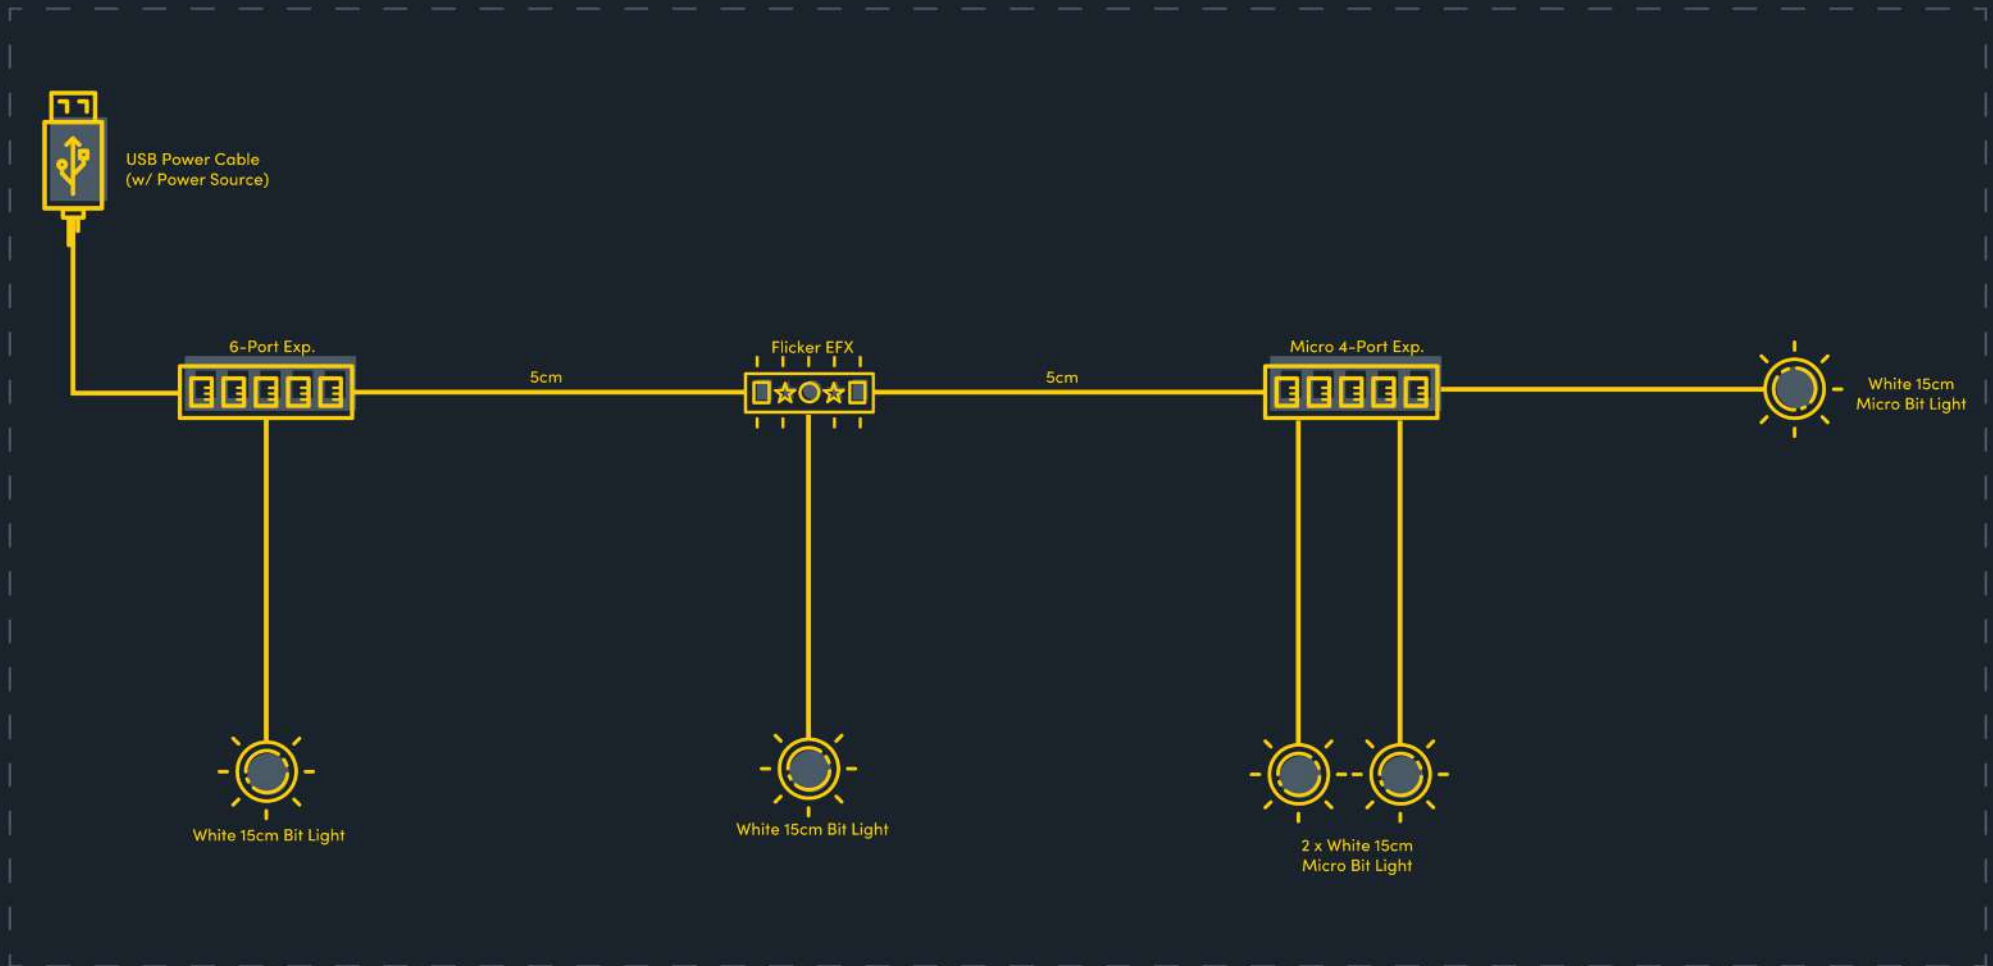 USB Power Cable
(w/ Power Source)
6-Port Exp.
5cm
Flicker EFX
5cm
Micro 4-Port Exp.
White 15cm
Micro Bit Light
White 15cm Bit Light
White 15cm Bit Light
2 x White 15cm
Micro Bit Light